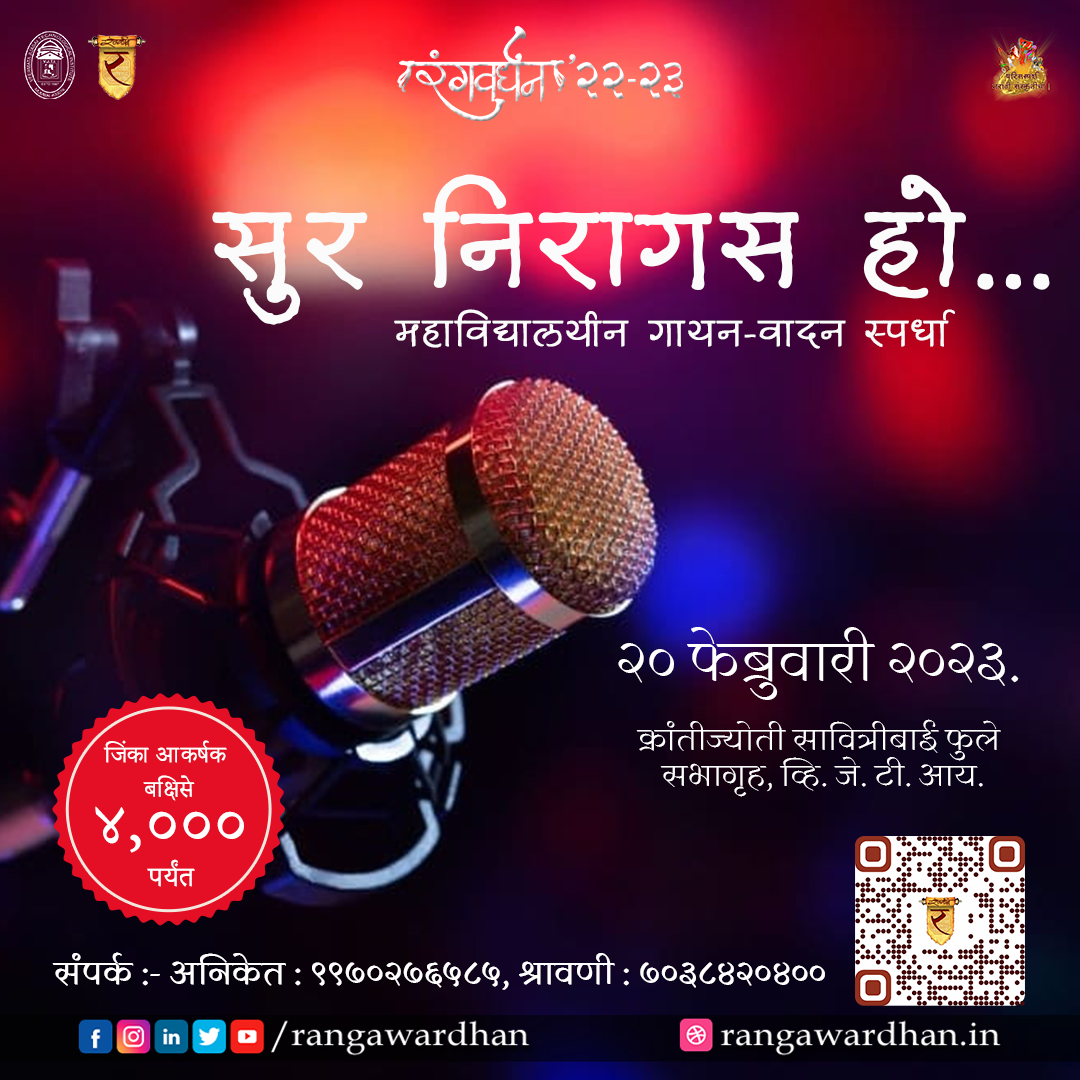 रंगवर्धन '२२-२३
र
सुर निरागस हो...
महाविद्यालयीन गायन-वादन स्पर्धा
२० फेब्रुवारी २०२३.
क्रांतीज्योती सावित्रीबाई फुले
सभागृह, व्हि. जे. टी. आय.
जिंका आकर्षक
बक्षिसे
४,०००
पर्यंत
र
संपर्क :- अनिकेत : ९९७०२७६५८५, श्रावणी : ७०३८४२०४००
/rangawardhan
rangawardhan.in